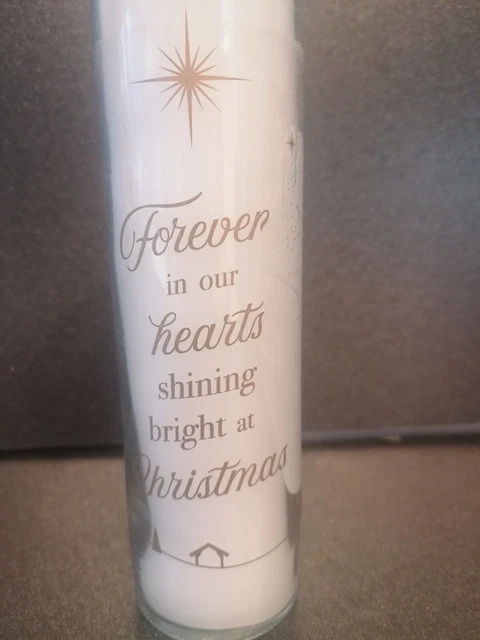 Forever
in our
hearts
shining
bright at
Christmas